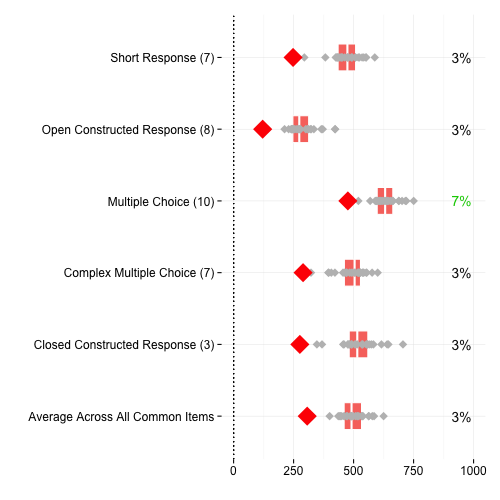 Short Response (7) 3%
Open Constructed Response (8) 3%
Multiple Choice (10) 7%
Complex Multiple Choice (7) 3%
Closed Constructed Response (3) 3%
Average Across All Common Items 3%
0 250 500 750 1000